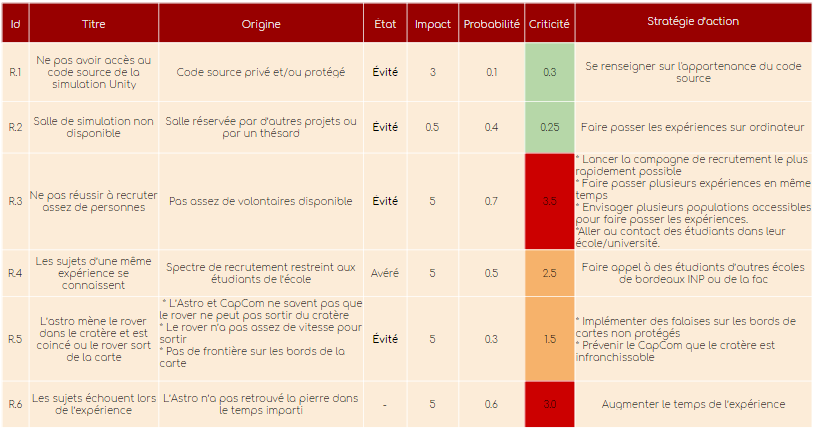 Id Titre Origine Etat Impact Probabilité Criticité Stratégie d'action
R.1
Ne pas avoir accès au
code source de la
simulation Unity
Code source privé et/ou protégé
Évité
3
0.1
0.3
Se renseigner sur l'appartenance du code
source
R.2
Salle de simulation non
disponible
Salle réservée par d'autres projets ou
par un thésard
Évité
0.5
0.4
0.25
Faire passer les expériences sur ordinateur
R.3
Ne pas réussir à recruter
assez de personnes
Pas assez de volontaires disponible
Évité
5
0.7
3.5
* Lancer la campagne de recrutement le plus
rapidement possible
* Faire passer plusieurs expériences en même
temps
* Envisager plusieurs populations accessibles
pour faire passer les expériences.
*Aller au contact des étudiants dans leur
école/université.
R.4
Les sujets d'une même
expérience se
connaissent
Spectre de recrutement restreint aux
étudiants de l'école
Avéré
5
0.5
2.5
Faire appel à des étudiants d'autres écoles
de bordeaux INP ou de la fac
R.5
L'astro mène le rover
dans le cratère et est
coincé ou le rover sort
de la carte
* L'Astro et CapCom ne savent pas que
le rover ne peut pas sortir du cratère
* Le rover n'a pas assez de vitesse pour
sortir
* Pas de frontière sur les bords de la
carte
Évité
5
0.3
1.5
* Implémenter des falaises sur les bords de
cartes non protégés
* Prévenir le CapCom que le cratère est
infranchissable
R.6
Les sujets échouent lors
de l'expérience
L'Astro n'a pas retrouvé la pierre dans
le temps imparti
-
5
0.6
3.0
Augmenter le temps de l'expérience